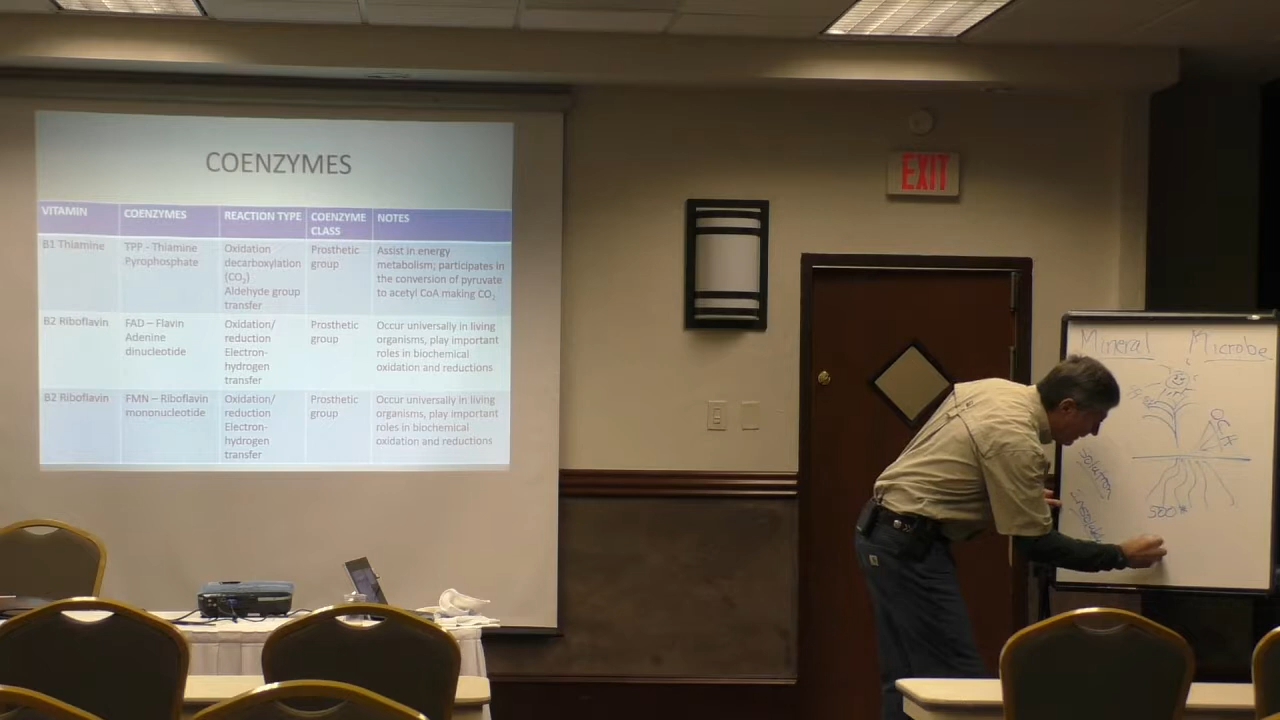 COENZYMES
VITAMIN COENZYMES REACTION TYPE COENZYME CLASS NOTES
B1 Thiamine
TPP - Thiamine
Pyrophosphate
Oxidation
decarboxylation
(CO₂)
Aldehyde group
transfer
Prosthetic
group
Assist in energy
metabolism; participates in
the conversion of pyruvate
to acetyl CoA making CO₂
B2 Riboflavin
FAD – Flavin
Adenine
dinucleotide
Oxidation/
reduction
Electron-
hydrogen
transfer
Prosthetic
group
Occur universally in living
organisms, play important
roles in biochemical
oxidation and reductions
B2 Riboflavin
FMN – Riboflavin
mononucleotide
Oxidation/
reduction
Electron-
hydrogen
transfer
Prosthetic
group
Occur universally in living
organisms, play important
roles in biochemical
oxidation and reductions
EXIT
Mineral Microbe
solution